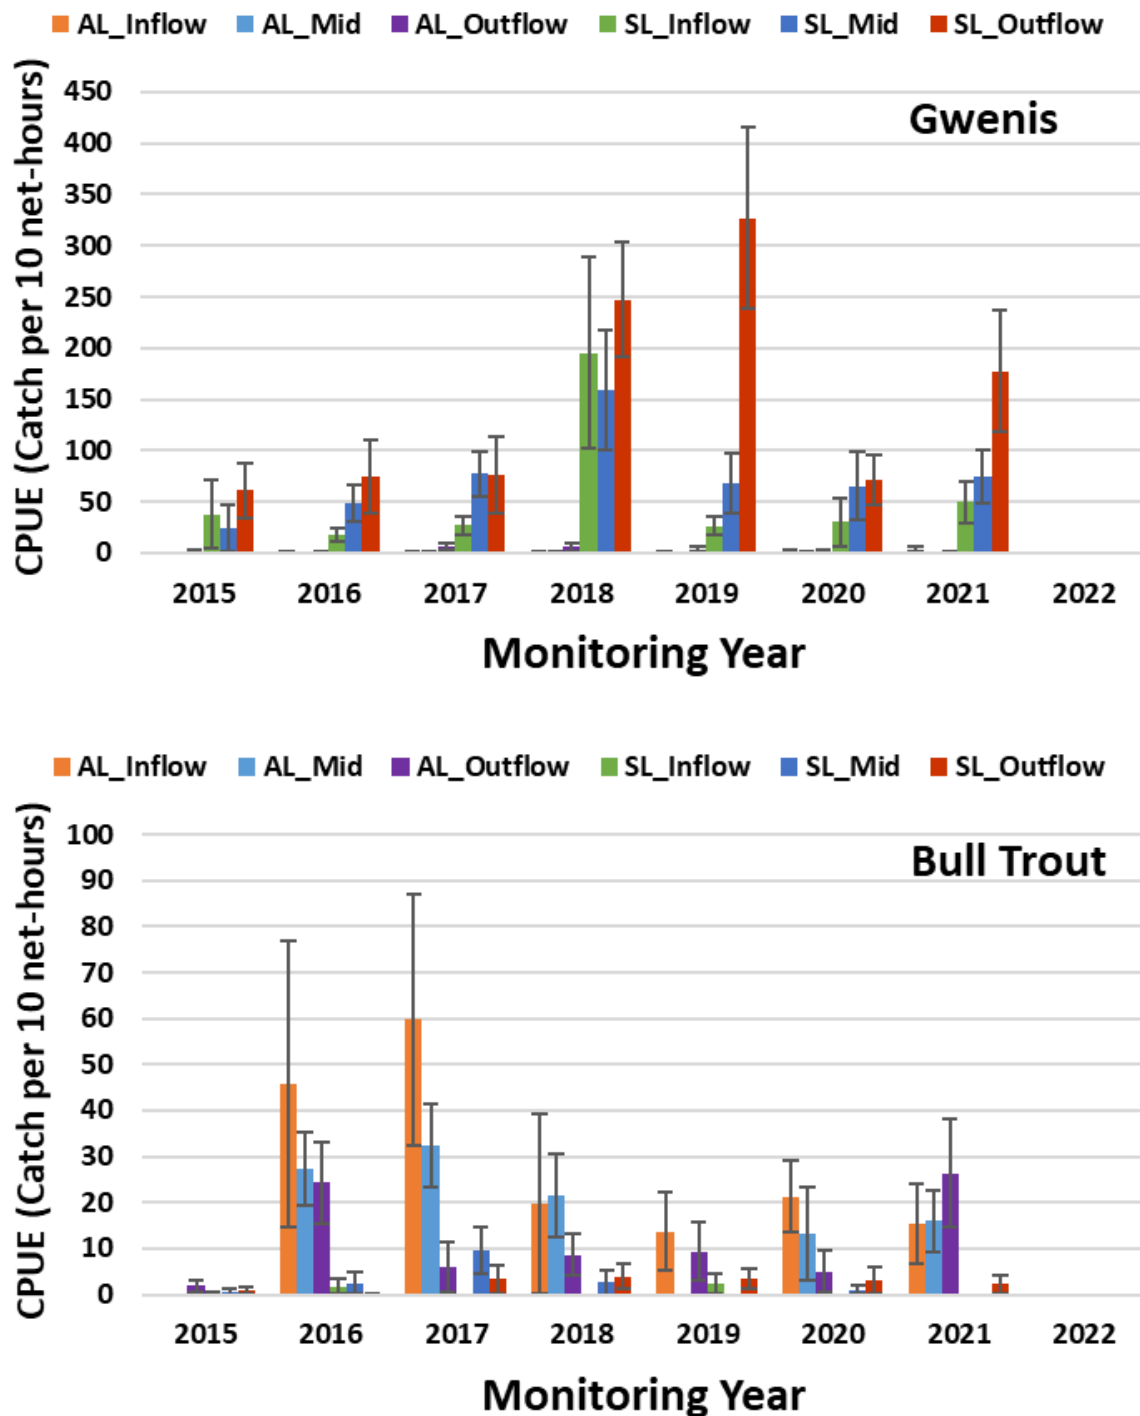 AL_Inflow AL_Mid AL_Outflow SL_Inflow SL_Mid SL_Outflow
Gwenis
CPUE (Catch per 10 net-hours)
450
400
350
300
250
200
150
100
50
0
2015 2016 2017 2018 2019 2020 2021 2022
Monitoring Year
AL_Inflow AL_Mid AL_Outflow SL_Inflow SL_Mid SL_Outflow
Bull Trout
CPUE (Catch per 10 net-hours)
100
90
80
70
60
50
40
30
20
10
0
2015 2016 2017 2018 2019 2020 2021 2022
Monitoring Year